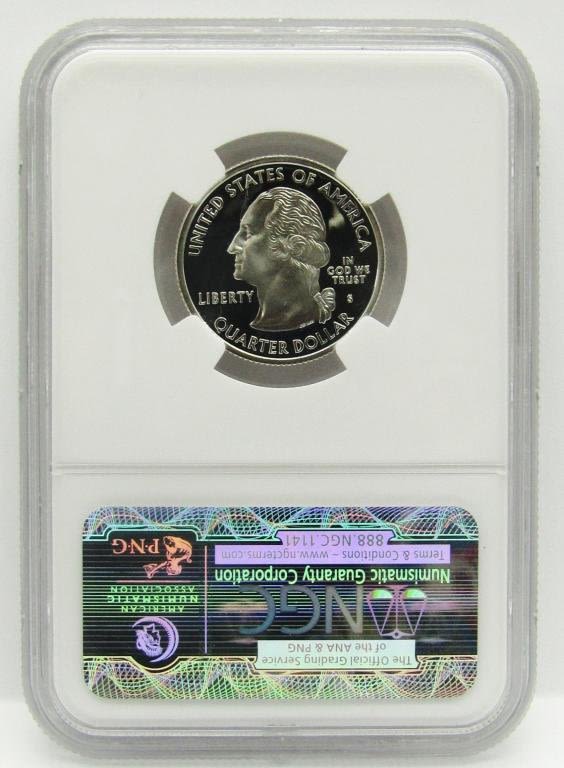 UNITED STATES OF AMERICA
IN
GOD WE
TRUST
LIBERTY
S
QUARTER DOLLAR
The Official Grading Service
of the ANA & PNG
NGC
Numismatic Guaranty Corporation
Terms & Conditions – www.ngcterms.com
888.NGC.1141
AMERICAN
NUMISMATIC
ASSOCIATION
P·N·G